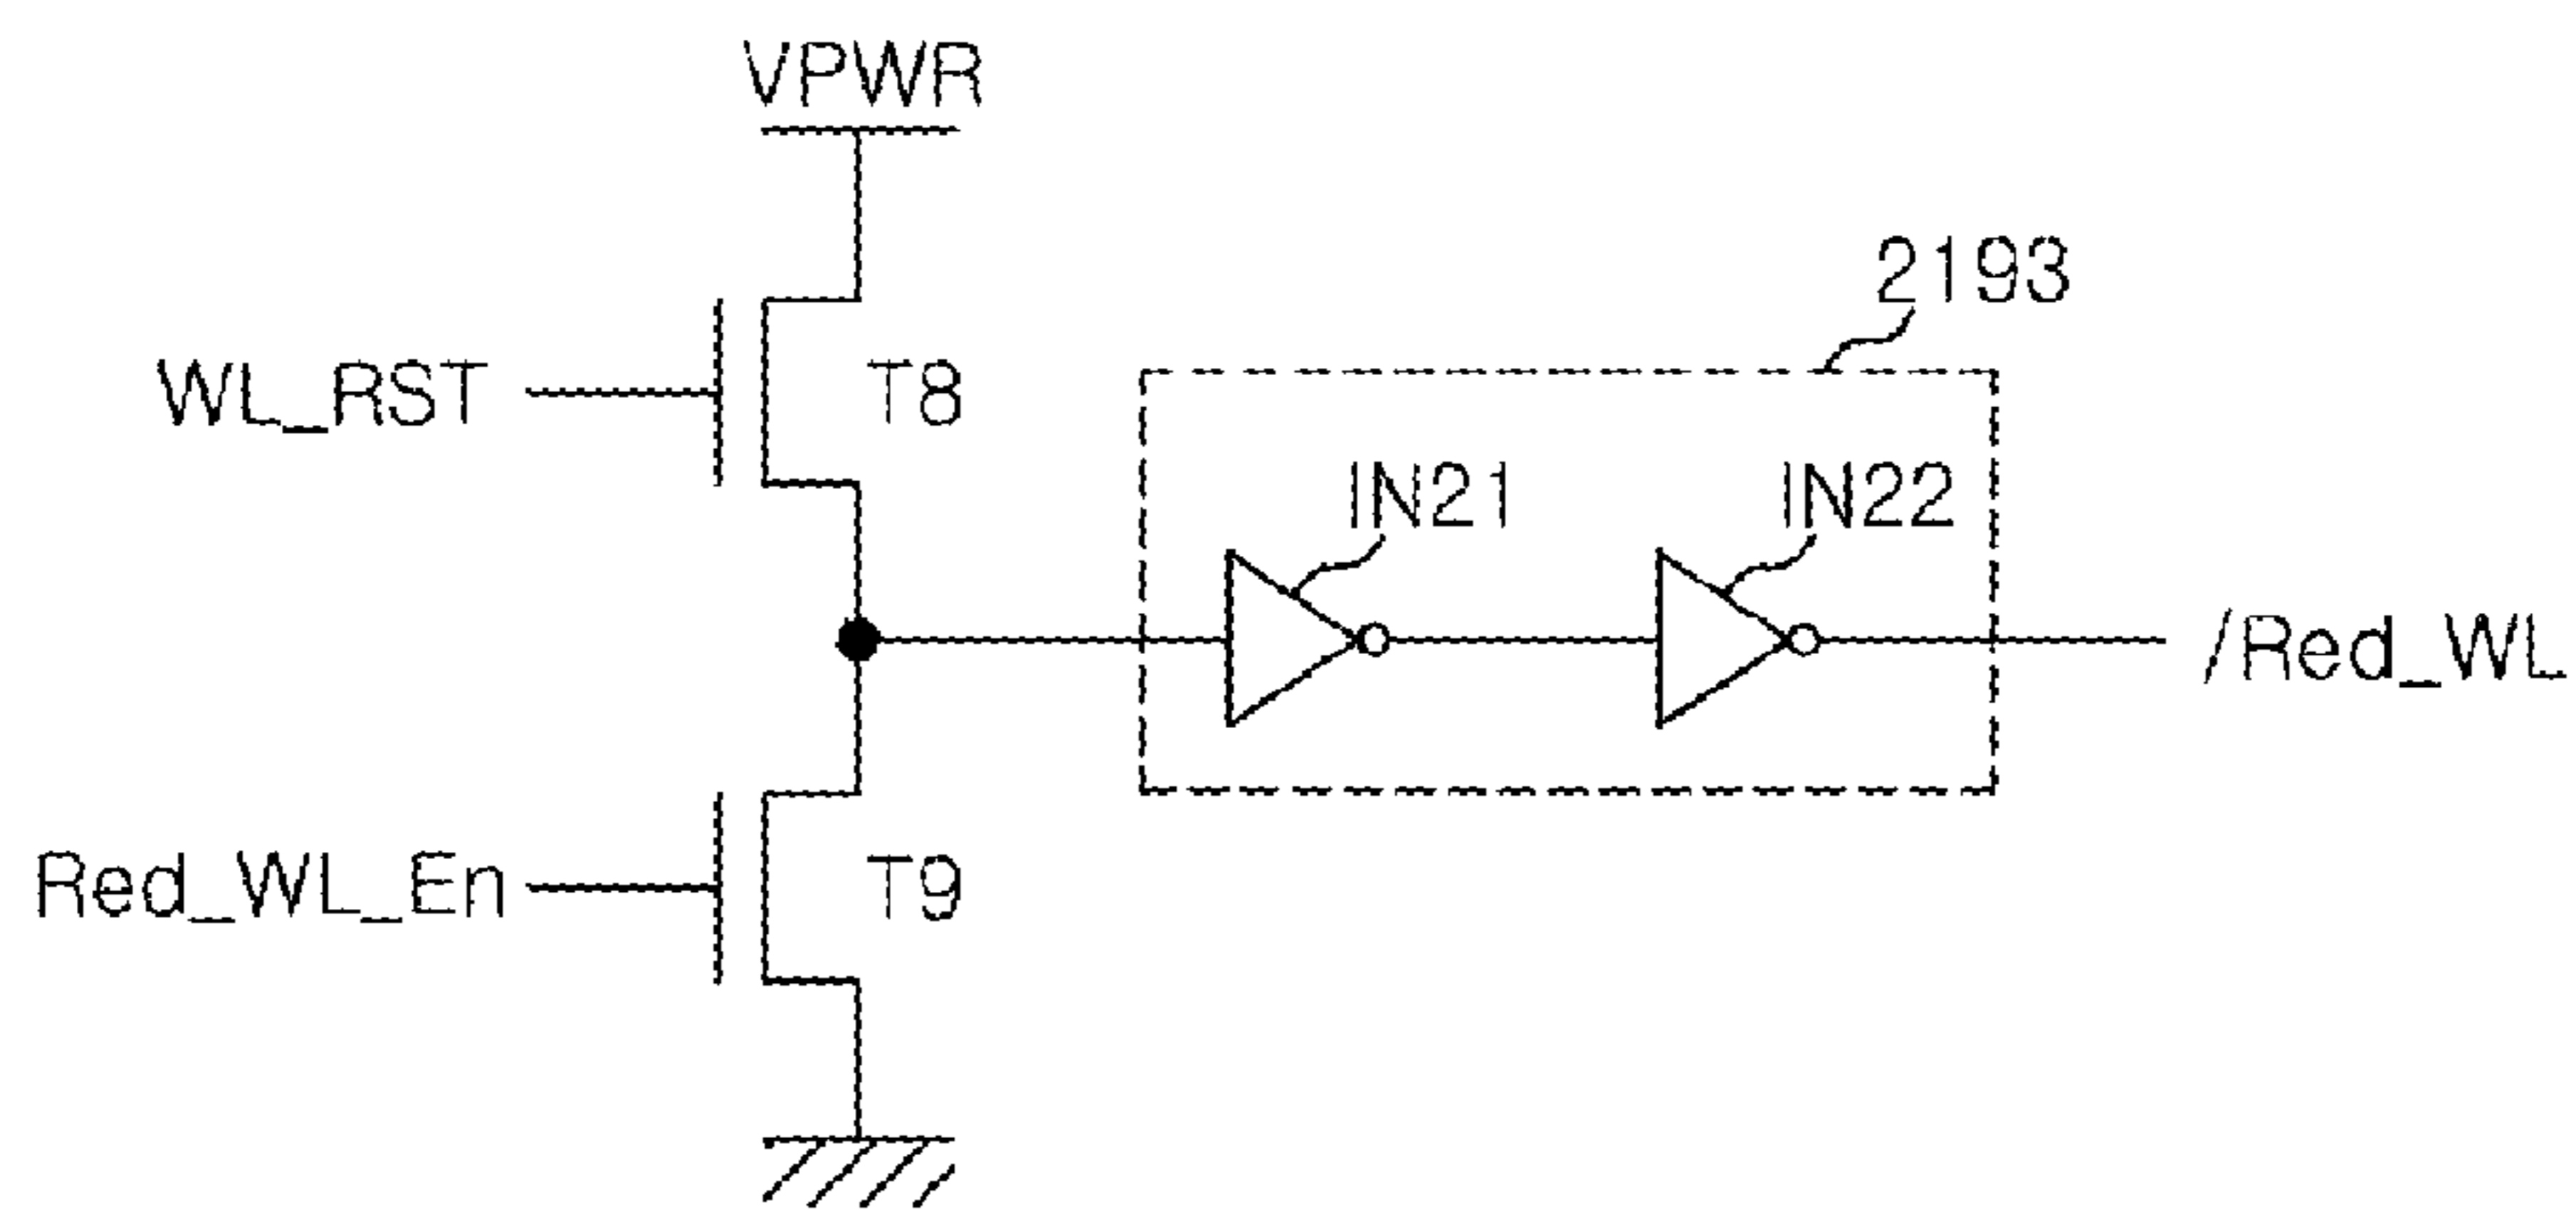 VPWR
2193
WL_RST
T8
IN21
IN22
/Red_WL
Red_WL_En
T9